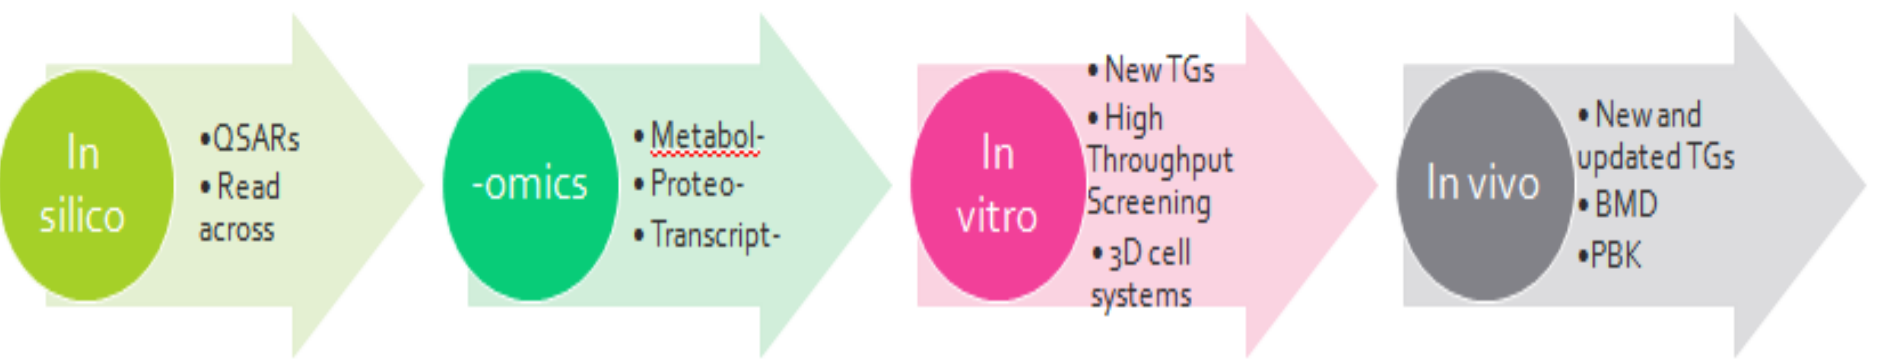 In
silico
•QSARs
• Read
across
-omics
• Metabol-
• Proteo-
• Transcript-
In
vitro
• New TGs
• High
Throughput
Screening
• 3D cell
systems
In vivo
• New and
updated TGs
• BMD
•PBK